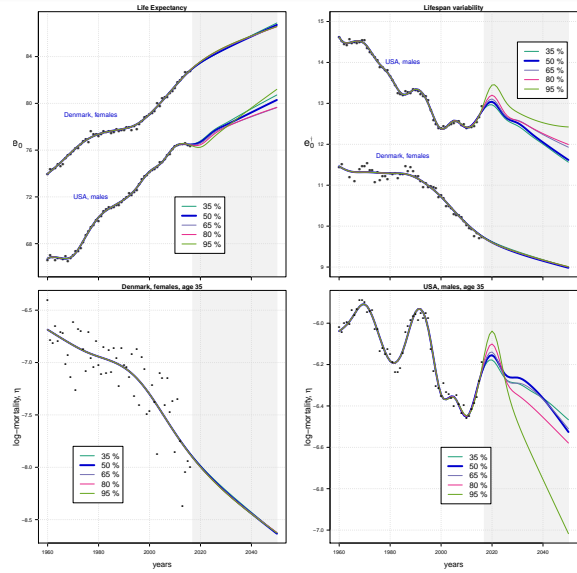 Life Expectancy
84
80
76
72
68
e0
Denmark, females
USA, males
35 %
50 %
65 %
80 %
95 %
Lifespan variability
15
14
13
12
11
10
9
USA, males
Denmark, females
35 %
50 %
65 %
80 %
95 %
Denmark, females, age 35
-6.5
-7.0
-7.5
-8.0
-8.5
log-mortality, η
35 %
50 %
65 %
80 %
95 %
1960 1980 2000 2020 2040
years
USA, males, age 35
-6.0
-6.2
-6.4
-6.6
-6.8
-7.0
log-mortality, η
35 %
50 %
65 %
80 %
95 %
1960 1980 2000 2020 2040
years